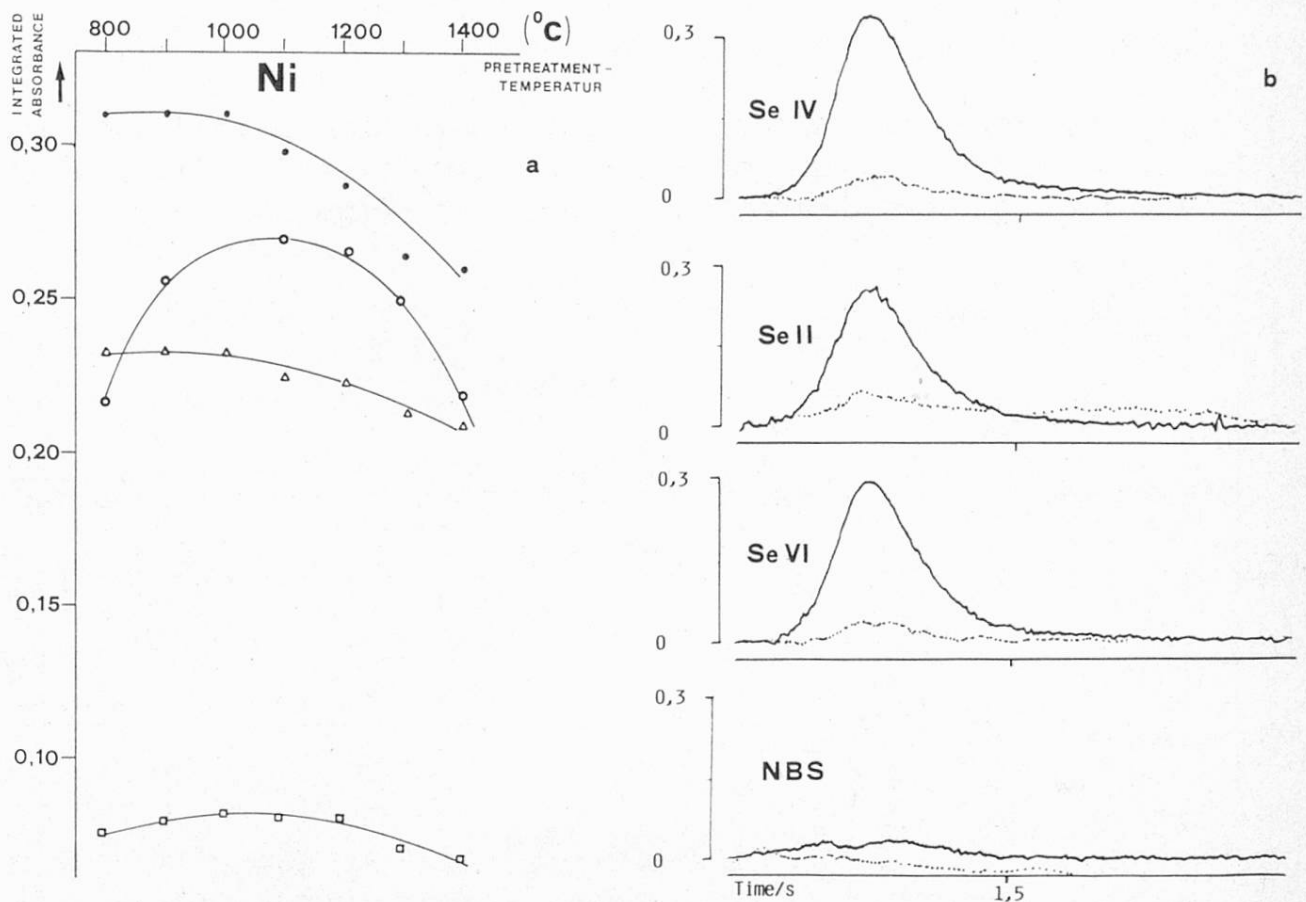 INTEGRATED
ABSORBANCE
800 1000 1200 1400 (°C)
Ni
PRETREATMENT-
TEMPERATUR
a
0,30
0,25
0,20
0,15
0,10
b
0,3
Se IV
0
0,3
Se II
0
0,3
Se VI
0
0,3
NBS
0
Time/s
1,5